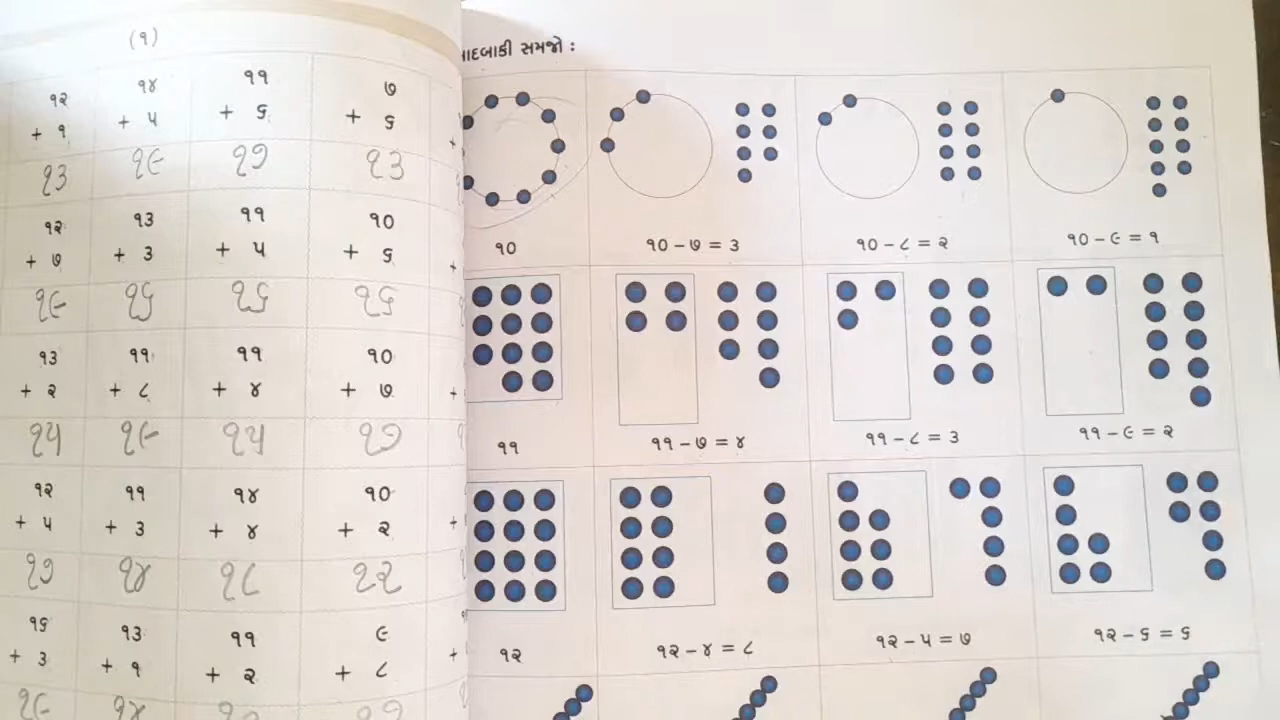 (૧)
૧૨ ૧૪ ૧૧ ૭
+ ૧ + ૫ + ૬ + ૬
૧૩ ૧૯ ૧૭ ૧૩
૧૨ ૧૩ ૧૧ ૧૦
+ ૭ + ૩ + ૫ + ૬
૧૯ ૧૬ ૧૬ ૧૬
૧૩ ૧૧ ૧૧ ૧૦
+ ૨ + ૮ + ૪ + ૭
૧૫ ૧૯ ૧૫ ૧૭
૧૨ ૧૧ ૧૪ ૧૦
+ ૫ + ૩ + ૪ + ૨
૧૭ ૧૪ ૧૮ ૧૨
૧૬ ૧૩ ૧૧ ૯
+ ૩ + ૧ + ૨ + ૮
સમજો :
૧૦ ૧૦ – ૭ = ૩ ૧૦ – ૮ = ૨ ૧૦ – ૯ = ૧
૧૧ ૧૧ – ૭ = ૪ ૧૧ – ૮ = ૩ ૧૧ – ૯ = ૨
૧૨ ૧૨ – ૪ = ૮ ૧૨ – ૫ = ૭ ૧૨ – ૬ = ૬